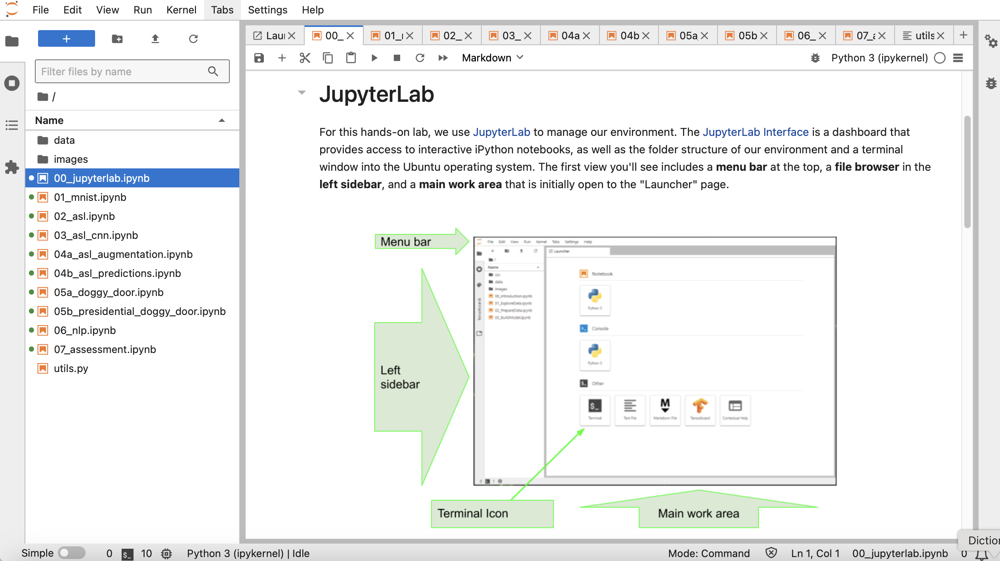 File Edit View Run Kernel Tabs Settings Help
Filter files by name
/
Name
data
images
00_jupyterlab.ipynb
01_mnist.ipynb
02_asl.ipynb
03_asl_cnn.ipynb
04a_asl_augmentation.ipynb
04b_asl_predictions.ipynb
05a_doggy_door.ipynb
05b_presidential_doggy_door.ipynb
06_nlp.ipynb
07_assessment.ipynb
utils.py
Lau 00_ 01_ 02_ 03_ 04a 04b 05a 05b 06_ 07_a utils
Markdown
Python 3 (ipykernel)
JupyterLab
For this hands-on lab, we use JupyterLab to manage our environment. The JupyterLab Interface is a dashboard that
provides access to interactive iPython notebooks, as well as the folder structure of our environment and a terminal
window into the Ubuntu operating system. The first view you'll see includes a menu bar at the top, a file browser in the
left sidebar, and a main work area that is initially open to the "Launcher" page.
Menu bar
File Edit View Run Kernel Tabs Settings Help
Launcher
/
Name
csv
data
images
00_Introduction.ipynb
01_ExploreData.ipynb
02_PrepareData.ipynb
03_BuildModel.ipynb
Tensorboards
Notebook
Python 3
Console
Python 3
$_ Other
$_
Terminal
Text File
M
Markdown File
Tensorboard
Contextual Help
0 1
Left
sidebar
Terminal Icon
Main work area
Simple 0 $_ 10 Python 3 (ipykernel) | Idle
Mode: Command Ln 1, Col 1 00_jupyterlab.ipynb 0
Diction